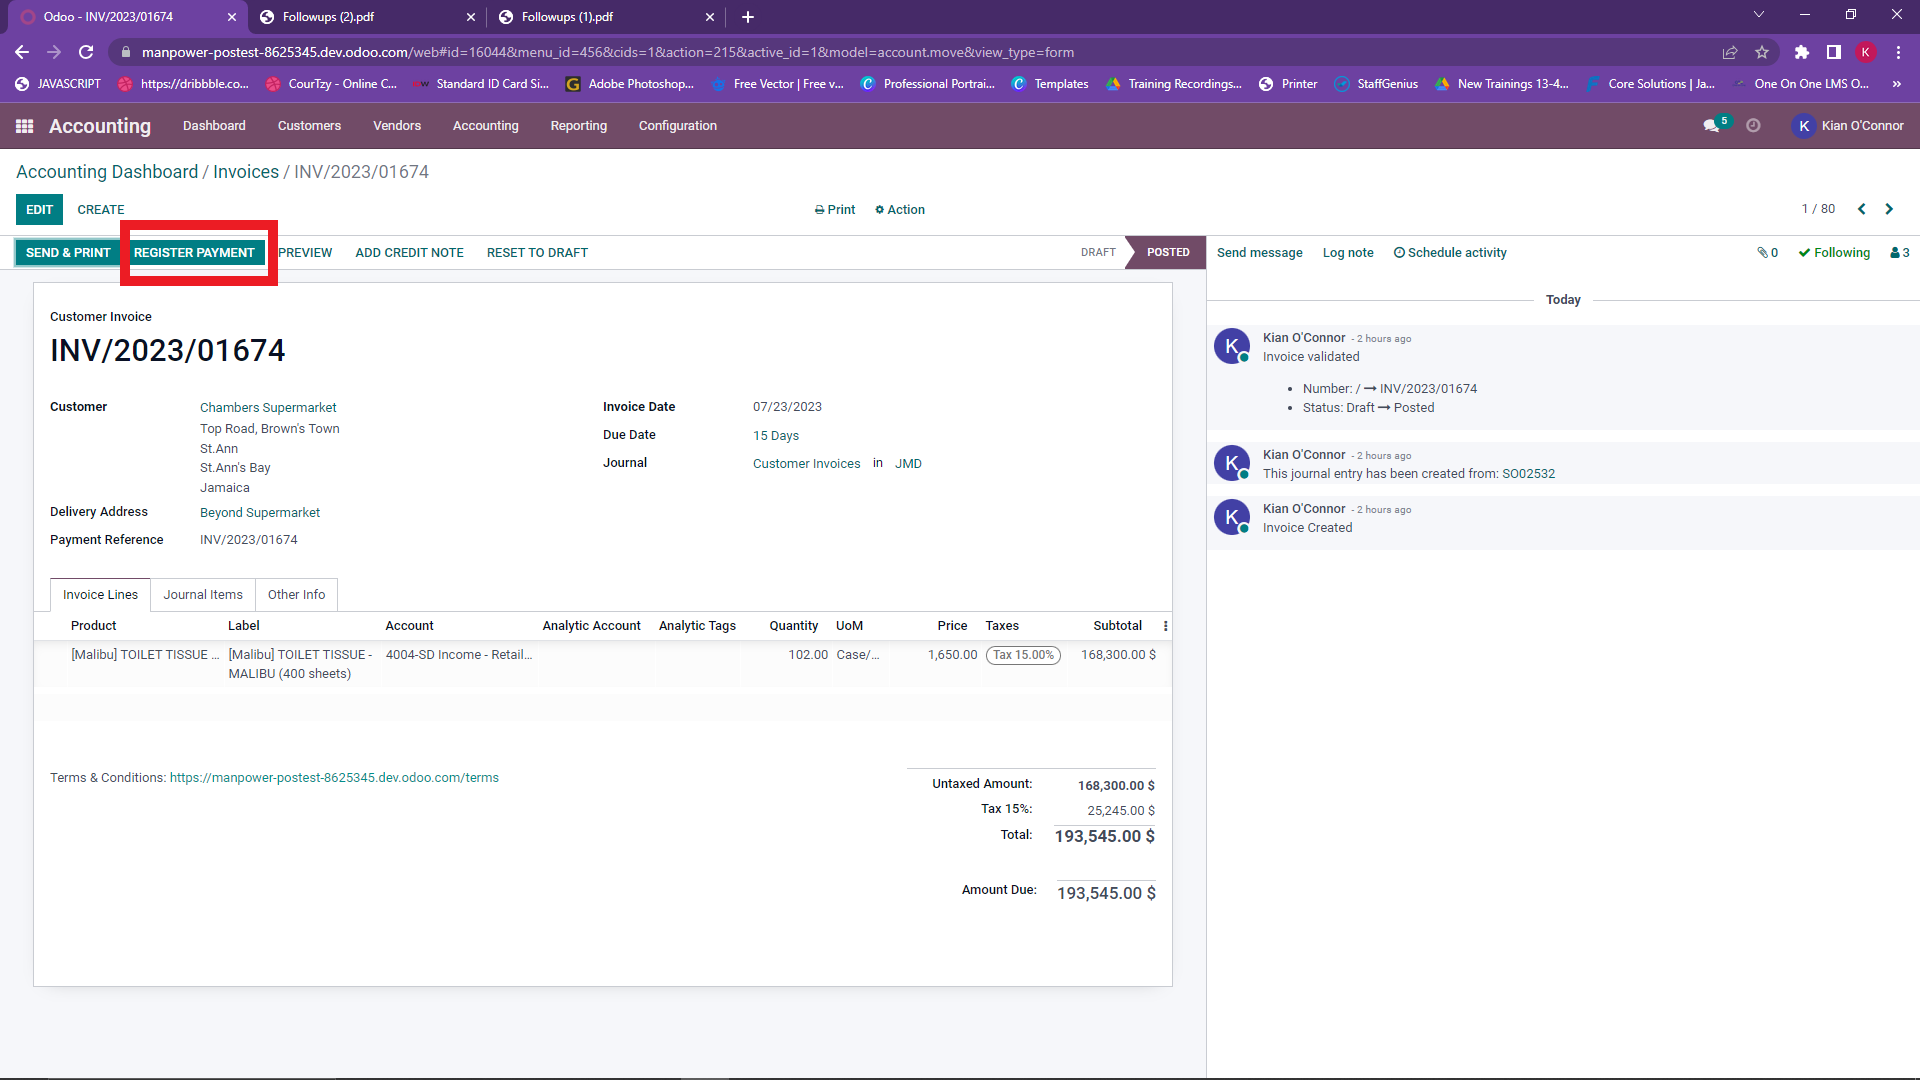 Odoo - INV/2023/01674
Followups (2).pdf
Followups (1).pdf
manpower-postest-8625345.dev.odoo.com/web#id=16044&menu_id=456&cids=1&action=215&active_id=1&model=account.move&view_type=form
K
JAVASCRIPT
https://dribbble.co...
CourTzy - Online C...
Standard ID Card Si...
Adobe Photoshop...
Free Vector | Free v...
Professional Portrai...
Templates
Training Recordings...
Printer
StaffGenius
New Trainings 13-4...
Core Solutions | Ja...
One On One LMS O...
»
Accounting
Dashboard
Customers
Vendors
Accounting
Reporting
Configuration
5
K
Kian O'Connor
Accounting Dashboard / Invoices / INV/2023/01674
EDIT
CREATE
Print
Action
1 / 80
SEND & PRINT
REGISTER PAYMENT
PREVIEW
ADD CREDIT NOTE
RESET TO DRAFT
DRAFT
POSTED
Send message
Log note
Schedule activity
0
Following
3
Customer Invoice
INV/2023/01674
Customer
Chambers Supermarket
Top Road, Brown's Town
St.Ann
St.Ann's Bay
Jamaica
Delivery Address
Beyond Supermarket
Payment Reference
INV/2023/01674
Invoice Date
07/23/2023
Due Date
15 Days
Journal
Customer Invoices in JMD
Invoice Lines
Journal Items
Other Info
Product Label Account Analytic Account Analytic Tags Quantity UoM Price Taxes Subtotal
[Malibu] TOILET TISSUE ... [Malibu] TOILET TISSUE - 4004-SD Income - Retail... 102.00 Case/... 1,650.00 Tax 15.00% 168,300.00 $
MALIBU (400 sheets)
Terms & Conditions: https://manpower-postest-8625345.dev.odoo.com/terms
Untaxed Amount: 168,300.00 $
Tax 15%: 25,245.00 $
Total: 193,545.00 $
Amount Due: 193,545.00 $
Today
K
Kian O'Connor - 2 hours ago
Invoice validated
• Number: / → INV/2023/01674
• Status: Draft → Posted
K
Kian O'Connor - 2 hours ago
This journal entry has been created from: SO02532
K
Kian O'Connor - 2 hours ago
Invoice Created